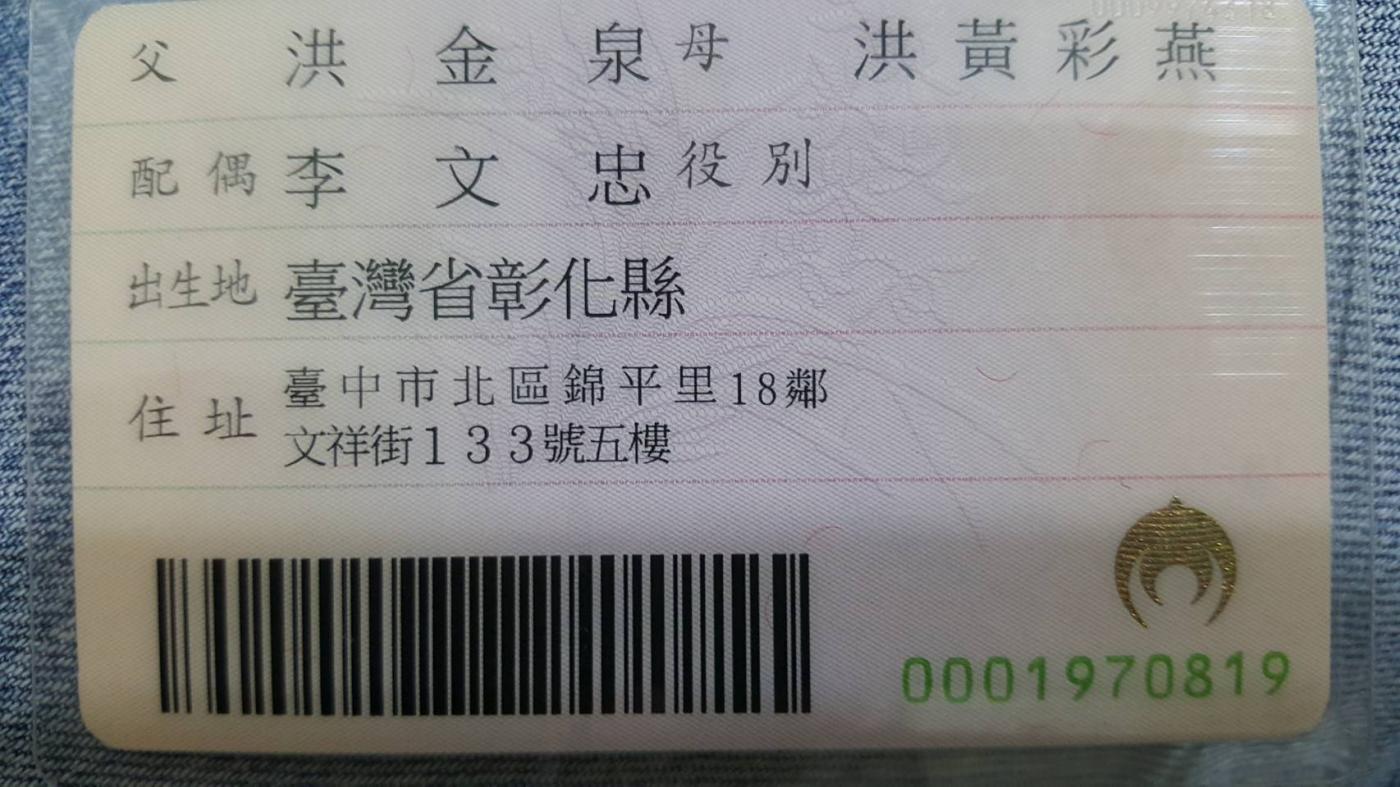 父 洪金泉 母 洪黃彩燕
配偶 李文忠 役別
出生地 臺灣省彰化縣
住址 臺中市北區錦平里18鄰
文祥街133號五樓
0001970819